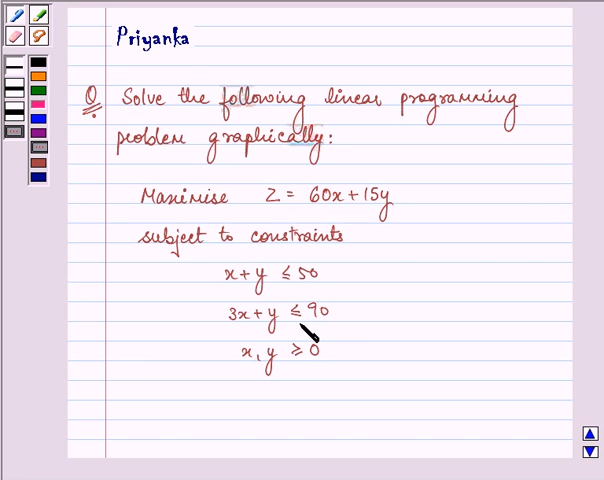 Priyanka
Q Solve the following linear programming
problem graphically:
Maximise Z = 60x + 15y
subject to constraints
x + y ≤ 50
3x + y ≤ 90
x, y ≥ 0